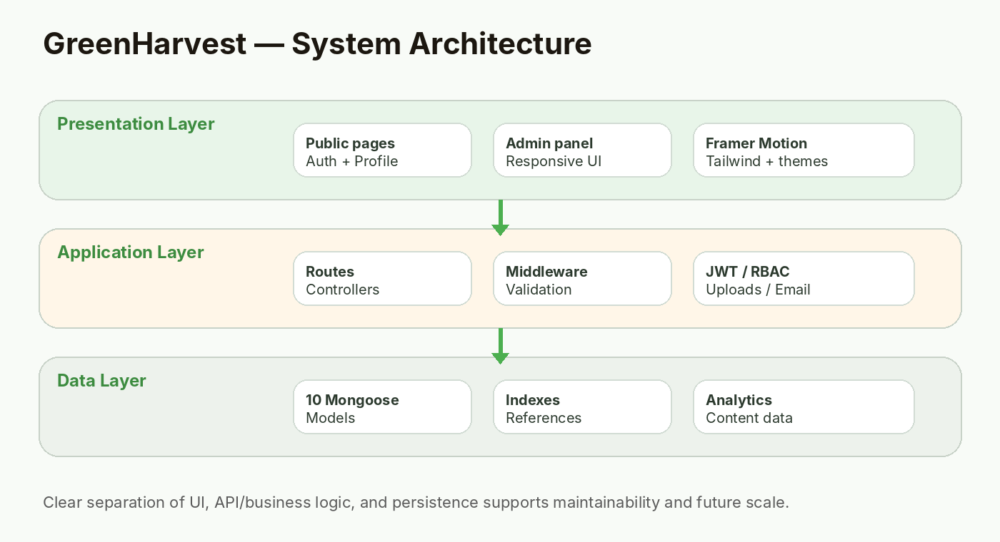 GreenHarvest — System Architecture
Presentation Layer
Public pages
Auth + Profile
Admin panel
Responsive UI
Framer Motion
Tailwind + themes
Application Layer
Routes
Controllers
Middleware
Validation
JWT / RBAC
Uploads / Email
Data Layer
10 Mongoose
Models
Indexes
References
Analytics
Content data
Clear separation of UI, API/business logic, and persistence supports maintainability and future scale.